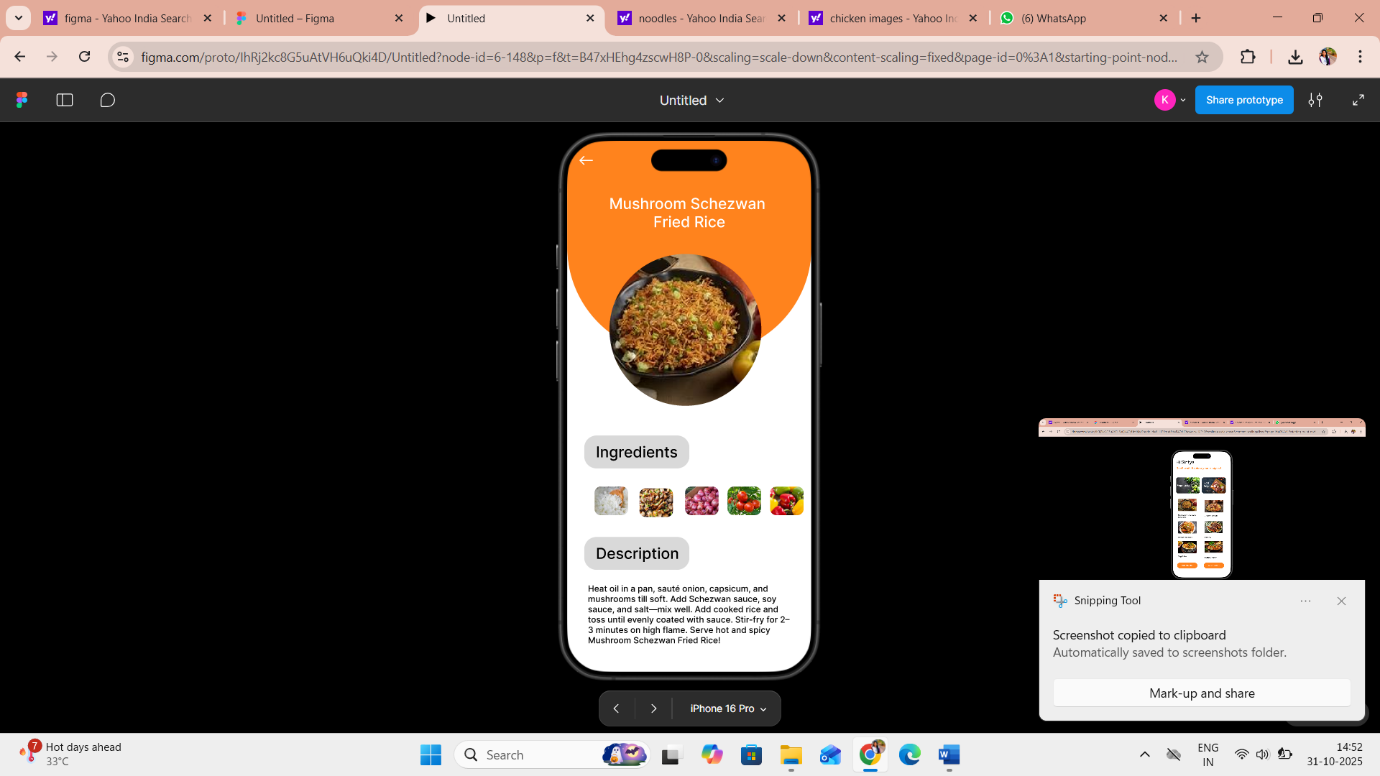 figma - Yahoo India Search
Untitled – Figma
Untitled
noodles - Yahoo India Sear
chicken images - Yahoo In
(6) WhatsApp
figma.com/proto/lhRj2kc8G5uAtVH6uQki4D/Untitled?node-id=6-148&p=f&t=B47xHEhg4zscwH8P-0&scaling=scale-down&content-scaling=fixed&page-id=0%3A1&starting-point-nod...
Untitled
K
Share prototype
Mushroom Schezwan
Fried Rice
Ingredients
Description
Heat oil in a pan, sauté onion, capsicum, and
mushrooms till soft. Add Schezwan sauce, soy
sauce, and salt—mix well. Add cooked rice and
toss until evenly coated with sauce. Stir-fry for 2–
3 minutes on high flame. Serve hot and spicy
Mushroom Schezwan Fried Rice!
iPhone 16 Pro
Snipping Tool
Screenshot copied to clipboard
Automatically saved to screenshots folder.
Mark-up and share
7
Hot days ahead
33°C
Search
ENG
IN
14:52
31-10-2025